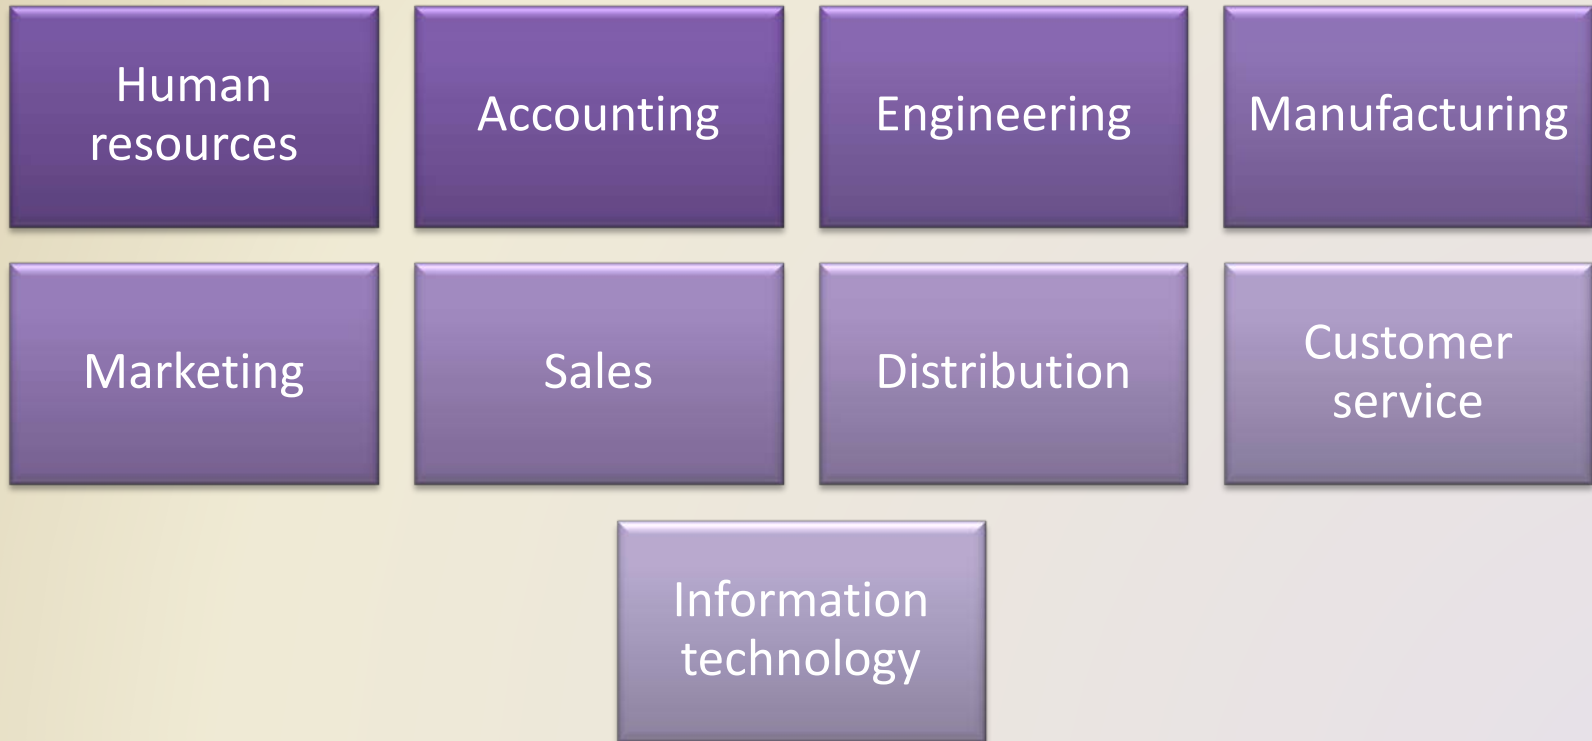 Human
resources
Accounting
Engineering
Manufacturing
Marketing
Sales
Distribution
Customer
service
Information
technology